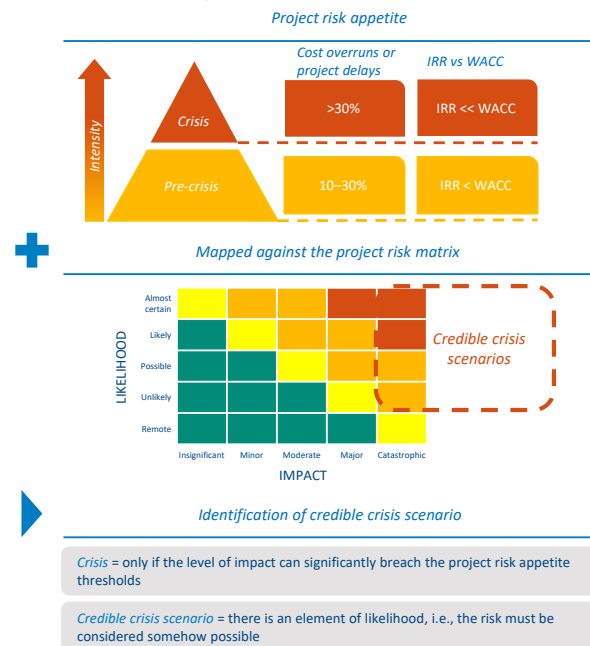 Project risk appetite
Cost overruns or
project delays
IRR vs WACC
Intensity
Crisis
>30%
IRR << WACC
Pre-crisis
10–30%
IRR < WACC
Mapped against the project risk matrix
LIKELIHOOD
Almost
certain
Likely
Possible
Unlikely
Remote
Credible crisis
scenarios
Insignificant
Minor
Moderate
Major
Catastrophic
IMPACT
Identification of credible crisis scenario
Crisis = only if the level of impact can significantly breach the project risk appetite
thresholds
Credible crisis scenario = there is an element of likelihood, i.e., the risk must be
considered somehow possible